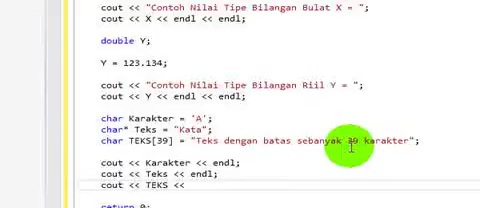 cout << "Contoh Nilai Tipe Bilangan Bulat X = ";
cout << X << endl << endl;
double Y;
Y = 123.134;
cout << "Contoh Nilai Tipe Bilangan Riil Y = ";
cout << Y << endl << endl;
char Karakter = 'A';
char* Teks = "Kata";
char TEKS[39] = "Teks dengan batas sebanyak 39 karakter";
cout << Karakter << endl;
cout << Teks << endl;
cout << TEKS <<
return 0;